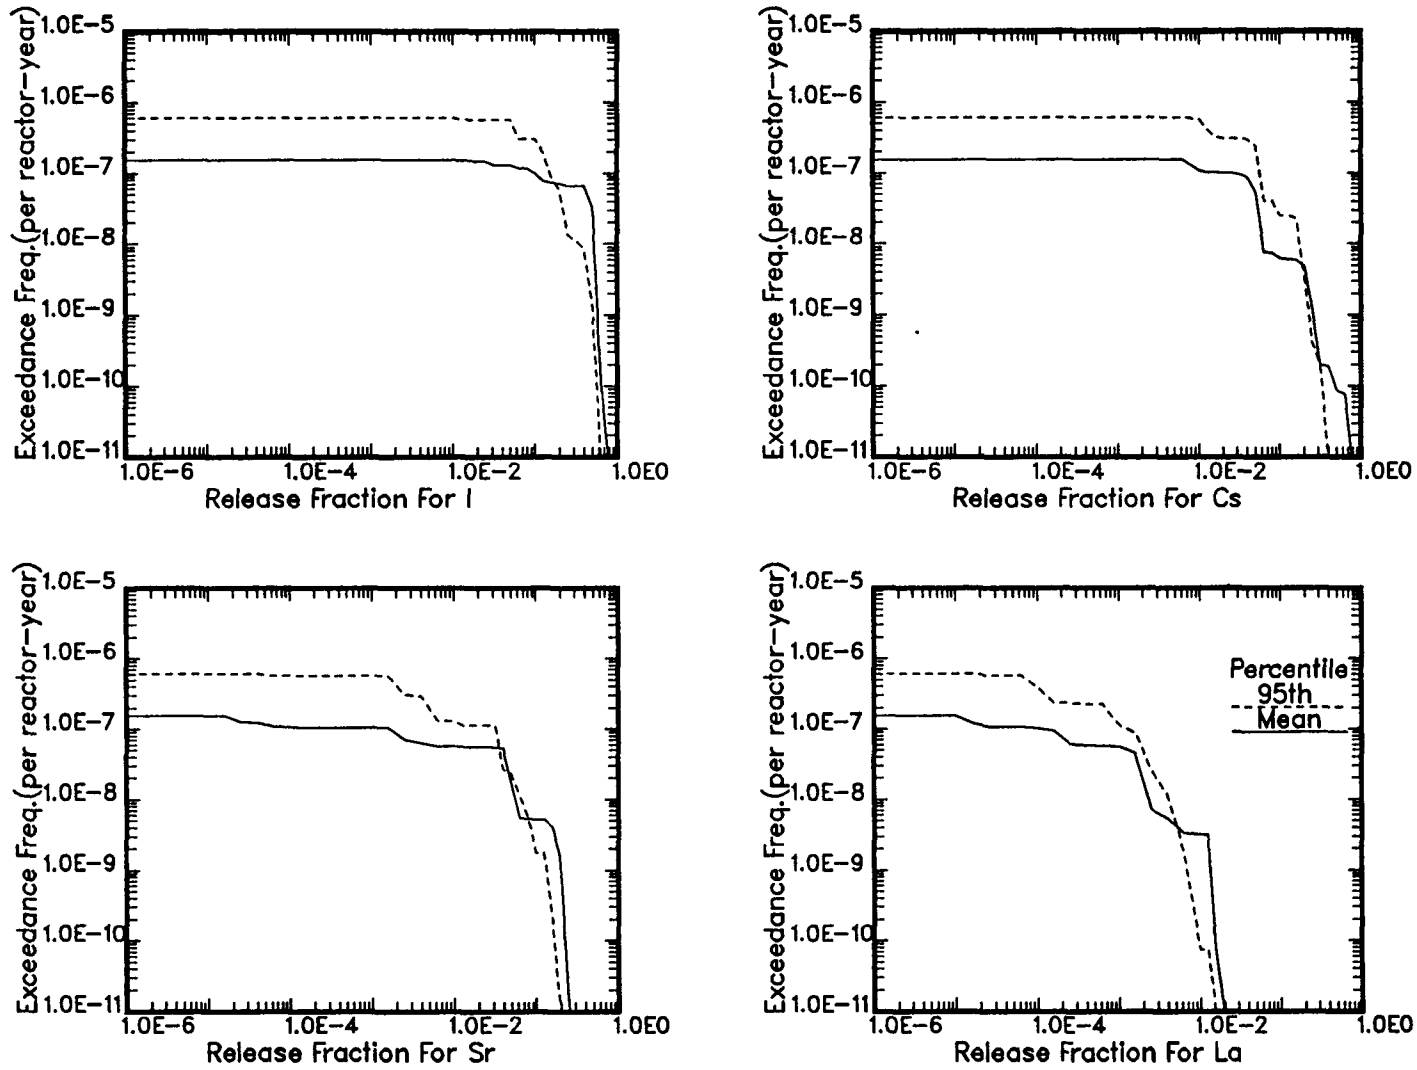 Exceedance Freq.(per reactor-year)
1.0E-5
1.0E-6
1.0E-7
1.0E-8
1.0E-9
1.0E-10
1.0E-11
1.0E-6 1.0E-4 1.0E-2 1.0E0
Release Fraction For I
Exceedance Freq.(per reactor-year)
1.0E-5
1.0E-6
1.0E-7
1.0E-8
1.0E-9
1.0E-10
1.0E-11
1.0E-6 1.0E-4 1.0E-2 1.0E0
Release Fraction For Cs
Exceedance Freq.(per reactor-year)
1.0E-5
1.0E-6
1.0E-7
1.0E-8
1.0E-9
1.0E-10
1.0E-11
1.0E-6 1.0E-4 1.0E-2 1.0E0
Release Fraction For Sr
Exceedance Freq.(per reactor-year)
1.0E-5
1.0E-6
1.0E-7
1.0E-8
1.0E-9
1.0E-10
1.0E-11
1.0E-6 1.0E-4 1.0E-2 1.0E0
Release Fraction For La
Percentile
95th
Mean